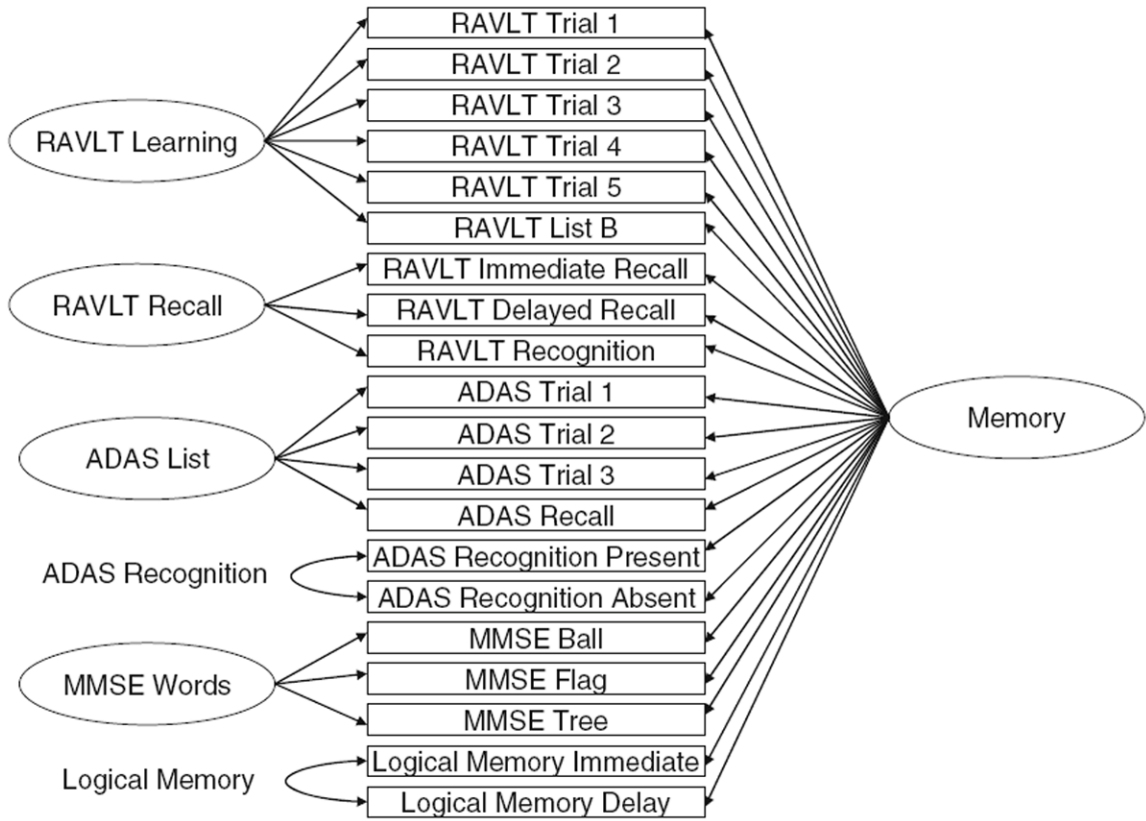 RAVLT Trial 1
RAVLT Trial 2
RAVLT Trial 3
RAVLT Learning
RAVLT Trial 4
RAVLT Trial 5
RAVLT List B
RAVLT Immediate Recall
RAVLT Recall
RAVLT Delayed Recall
RAVLT Recognition
ADAS Trial 1
Memory
ADAS Trial 2
ADAS List
ADAS Trial 3
ADAS Recall
ADAS Recognition Present
ADAS Recognition
ADAS Recognition Absent
MMSE Ball
MMSE Words
MMSE Flag
MMSE Tree
Logical Memory Immediate
Logical Memory
Logical Memory Delay